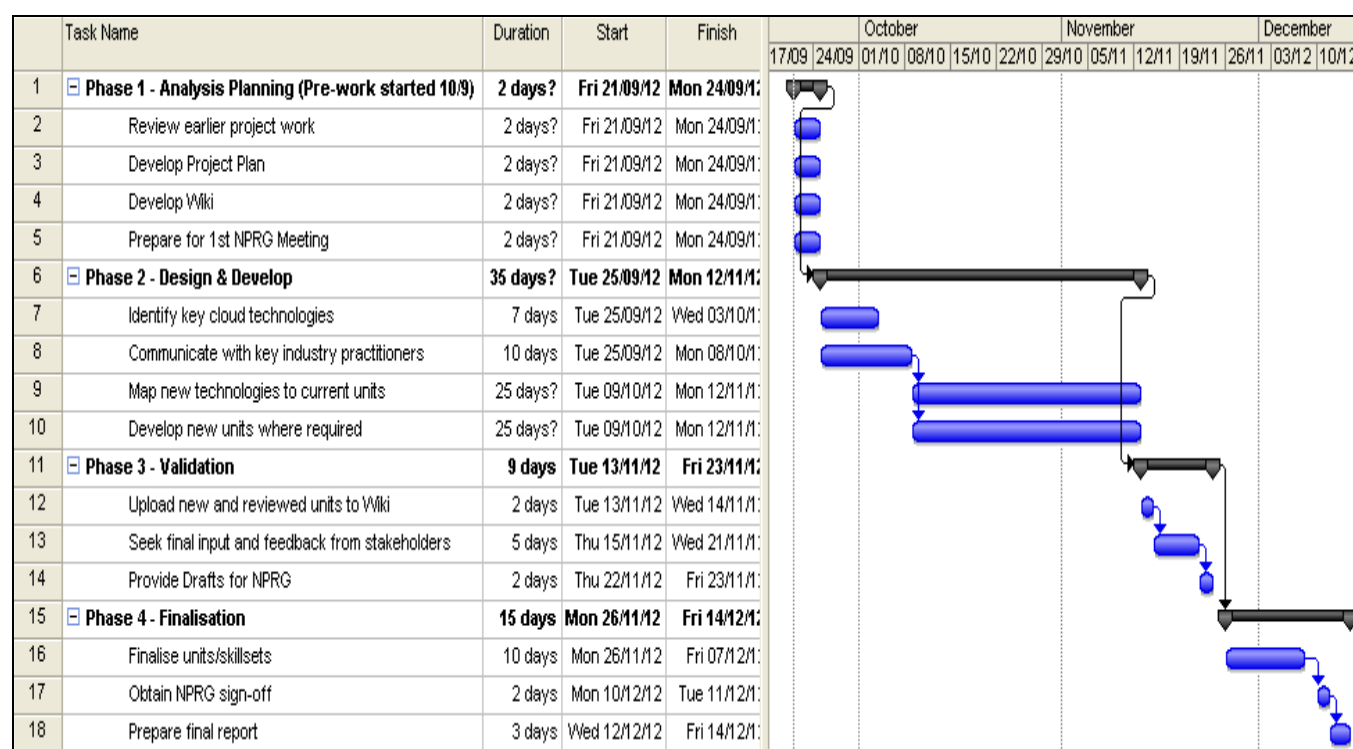 Task Name Duration Start Finish October November December
17/09 24/09 01/10 08/10 15/10 22/10 29/10 05/11 12/11 19/11 26/11 03/12 10/12
1 Phase 1 - Analysis Planning (Pre-work started 10/9) 2 days? Fri 21/09/12 Mon 24/09/12
2 Review earlier project work 2 days? Fri 21/09/12 Mon 24/09/1
3 Develop Project Plan 2 days? Fri 21/09/12 Mon 24/09/1
4 Develop Wiki 2 days? Fri 21/09/12 Mon 24/09/1
5 Prepare for 1st NPRG Meeting 2 days? Fri 21/09/12 Mon 24/09/1
6 Phase 2 - Design & Develop 35 days? Tue 25/09/12 Mon 12/11/12
7 Identify key cloud technologies 7 days Tue 25/09/12 Wed 03/10/1
8 Communicate with key industry practitioners 10 days Tue 25/09/12 Mon 08/10/1
9 Map new technologies to current units 25 days? Tue 09/10/12 Mon 12/11/1
10 Develop new units where required 25 days? Tue 09/10/12 Mon 12/11/1
11 Phase 3 - Validation 9 days Tue 13/11/12 Fri 23/11/12
12 Upload new and reviewed units to Wiki 2 days Tue 13/11/12 Wed 14/11/1
13 Seek final input and feedback from stakeholders 5 days Thu 15/11/12 Wed 21/11/1
14 Provide Drafts for NPRG 2 days Thu 22/11/12 Fri 23/11/1
15 Phase 4 - Finalisation 15 days Mon 26/11/12 Fri 14/12/12
16 Finalise units/skillsets 10 days Mon 26/11/12 Fri 07/12/1
17 Obtain NPRG sign-off 2 days Mon 10/12/12 Tue 11/12/1
18 Prepare final report 3 days Wed 12/12/12 Fri 14/12/1